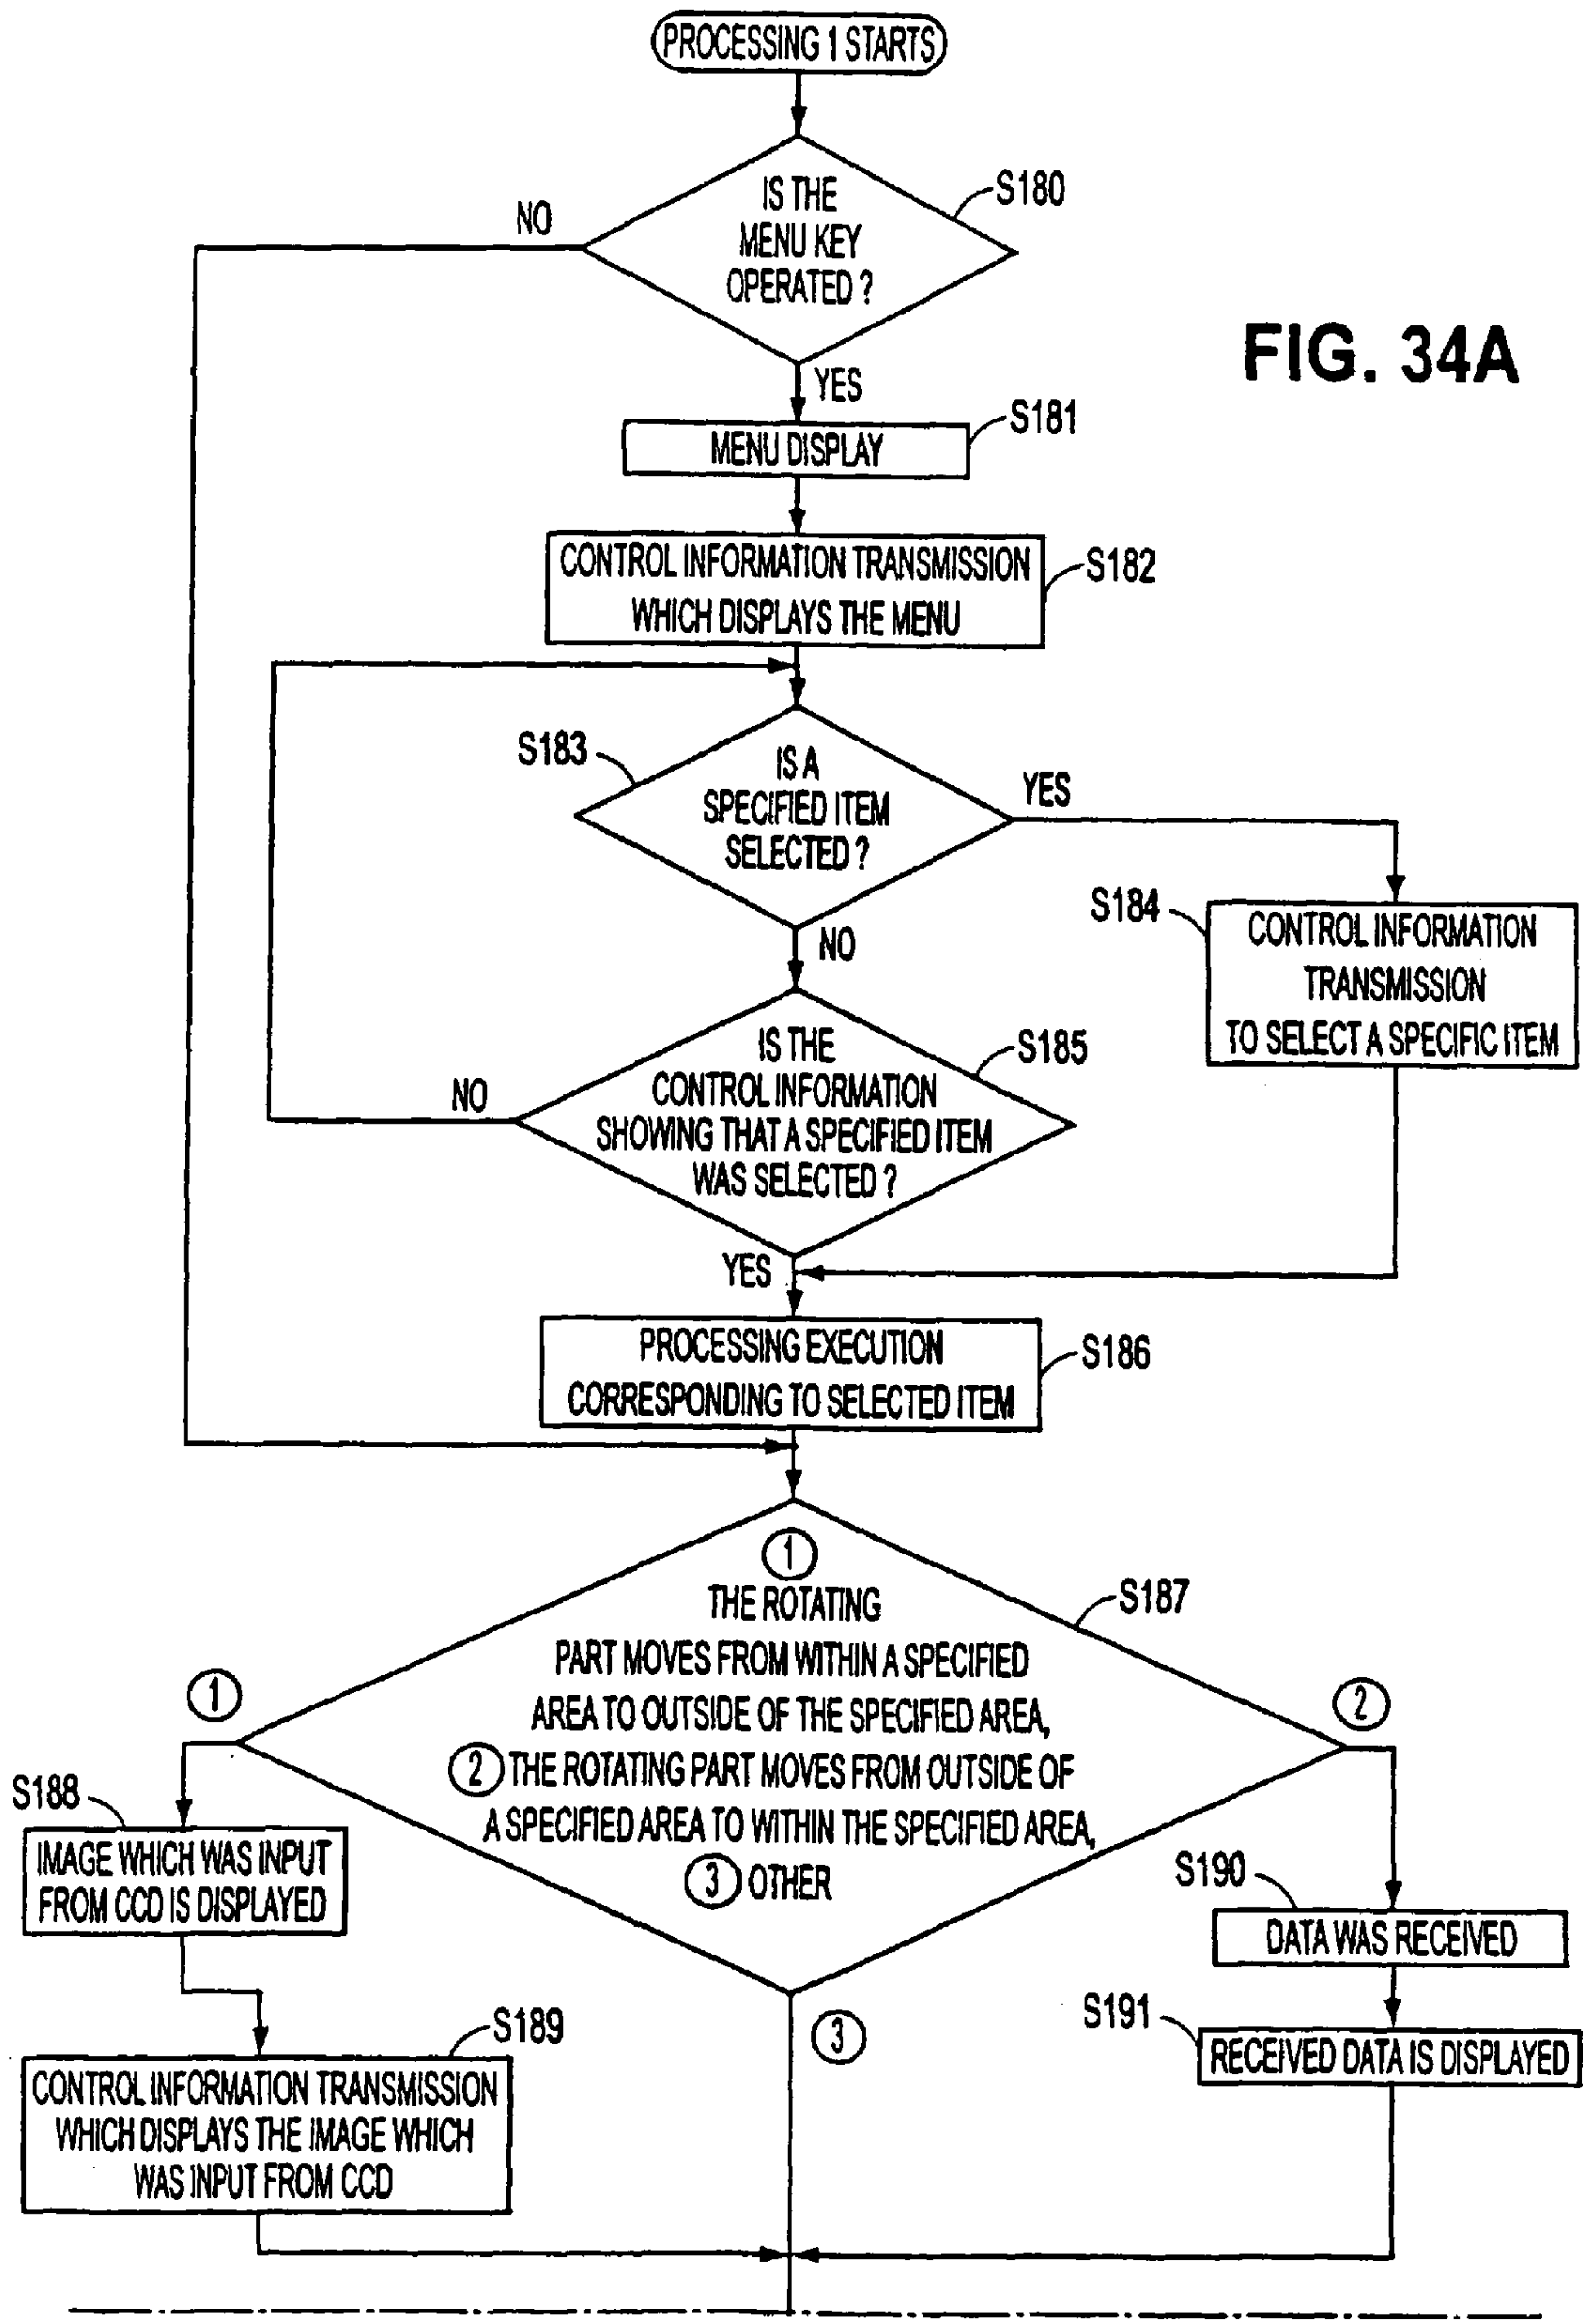 PROCESSING 1 STARTS
IS THE
MENU KEY
OPERATED ?
S180
NO
FIG. 34A
YES
MENU DISPLAY
S181
CONTROL INFORMATION TRANSMISSION
WHICH DISPLAYS THE MENU
S182
S183
IS A
SPECIFIED ITEM
SELECTED ?
YES
NO
S184
CONTROL INFORMATION
TRANSMISSION
TO SELECT A SPECIFIC ITEM
IS THE
CONTROL INFORMATION
SHOWING THAT A SPECIFIED ITEM
WAS SELECTED ?
S185
NO
YES
PROCESSING EXECUTION
CORRESPONDING TO SELECTED ITEM
S186
①
THE ROTATING
PART MOVES FROM WITHIN A SPECIFIED
AREA TO OUTSIDE OF THE SPECIFIED AREA,
② THE ROTATING PART MOVES FROM OUTSIDE OF
A SPECIFIED AREA TO WITHIN THE SPECIFIED AREA,
③ OTHER
S187
①
②
③
S188
IMAGE WHICH WAS INPUT
FROM CCD IS DISPLAYED
S189
CONTROL INFORMATION TRANSMISSION
WHICH DISPLAYS THE IMAGE WHICH
WAS INPUT FROM CCD
S190
DATA WAS RECEIVED
S191
RECEIVED DATA IS DISPLAYED